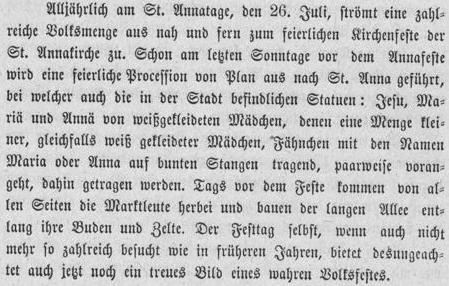 Alljährlich am St. Annatage, den 26. Juli, strömt eine zahl-
reiche Volksmenge aus nah und fern zum feierlichen Kirchenfeste der
St. Annakirche zu. Schon am letzten Sonntage vor dem Annafeste
wird eine feierliche Procession von Plan aus nach St. Anna geführt,
bei welcher auch die in der Stadt befindlichen Statuen: Jesu, Ma-
riä und Annä von weißgekleideten Mädchen, denen eine Menge klei-
ner, gleichfalls weiß gekleideter Mädchen, Fähnchen mit den Namen
Maria oder Anna auf bunten Stangen tragend, paarweise voran-
geht, dahin getragen werden. Tags vor dem Feste kommen von al-
len Seiten die Marktleute herbei und bauen der langen Allee ent-
lang ihre Buden und Zelte. Der Festtag selbst, wenn auch nicht
mehr so zahlreich besucht wie in früheren Jahren, bietet desungeach-
tet auch jetzt noch ein treues Bild eines wahren Volksfestes.